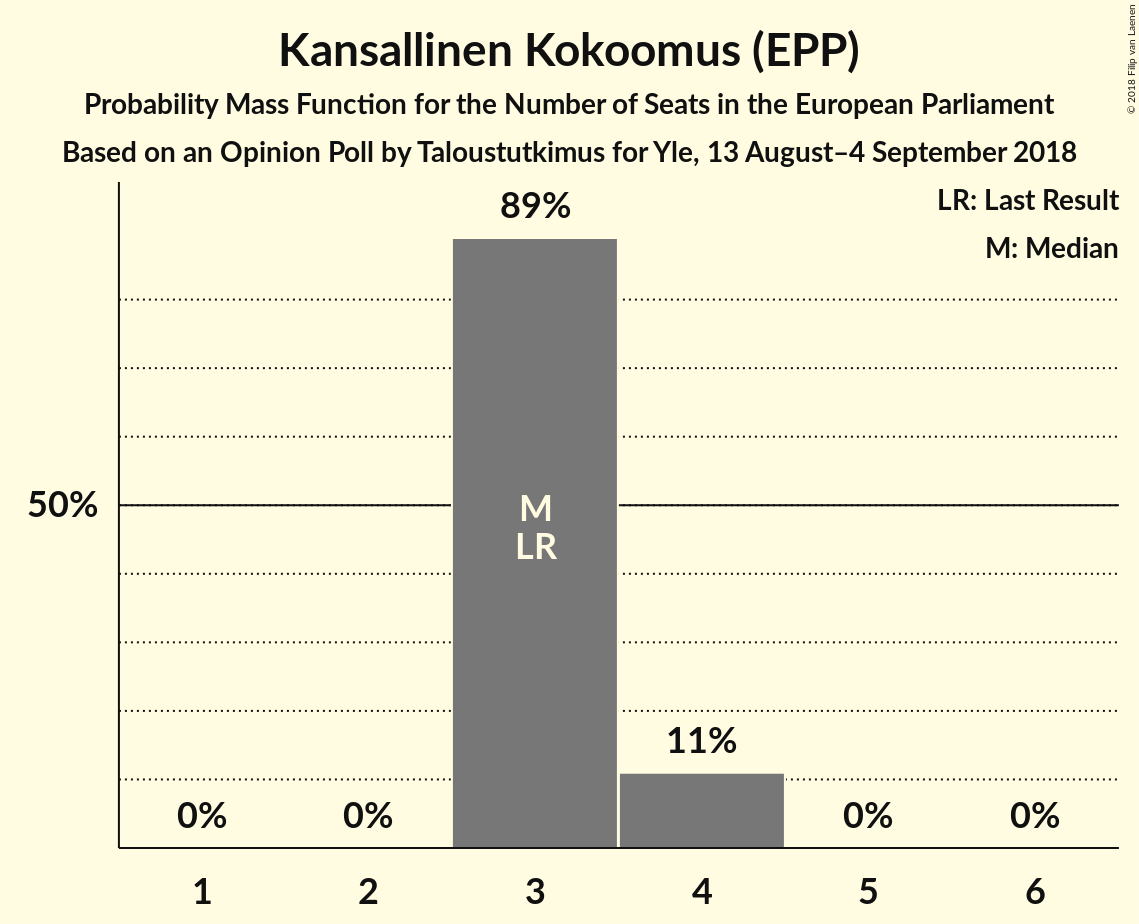 Kansallinen Kokoomus (EPP)
Probability Mass Function for the Number of Seats in the European Parliament
Based on an Opinion Poll by Taloustutkimus for Yle, 13 August–4 September 2018
© 2018 Filip van Laenen
LR: Last Result
M: Median
89%
50%
M
LR
11%
0% 0% 0% 0%
1 2 3 4 5 6